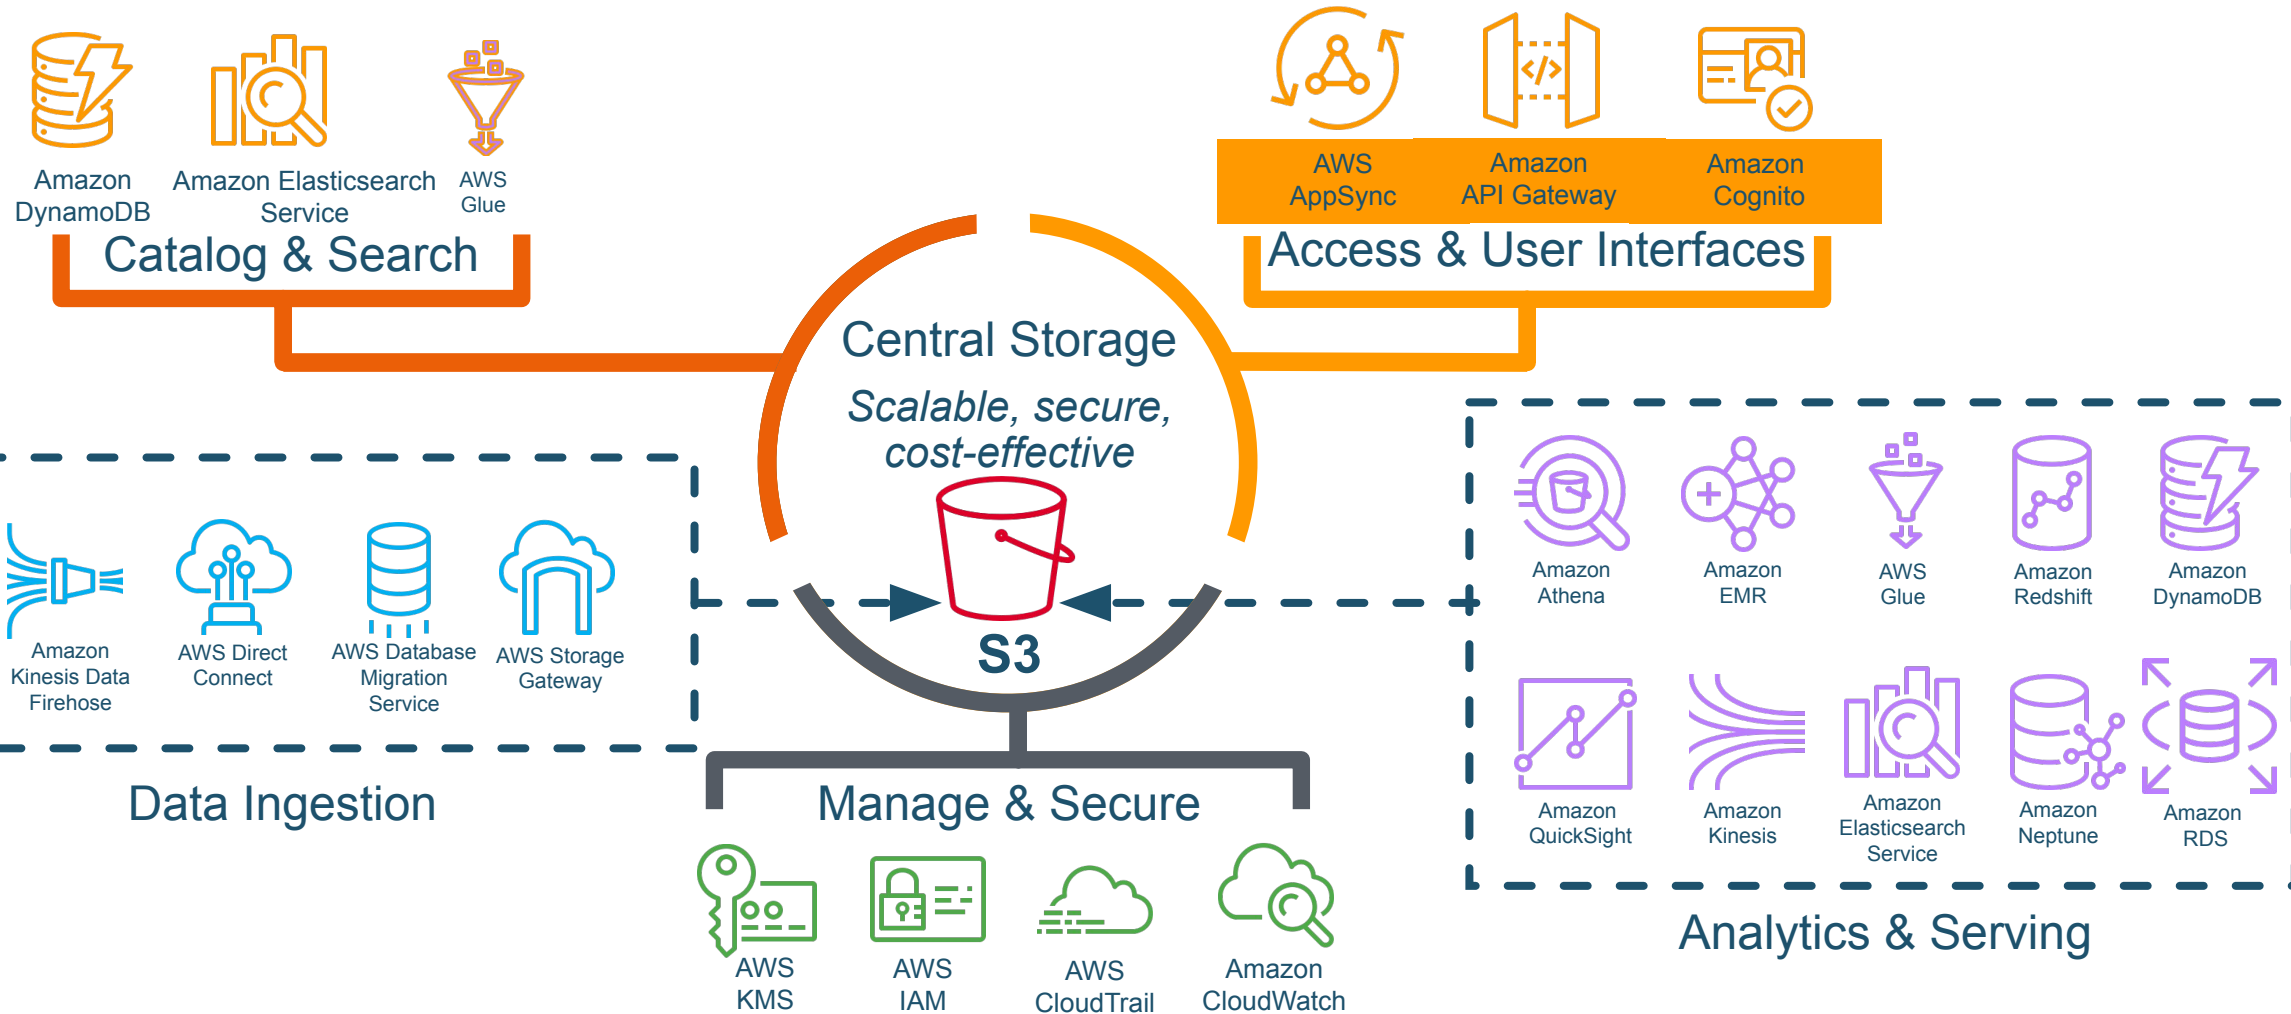 Amazon
DynamoDB
Amazon Elasticsearch
Service
AWS
Glue
Catalog & Search
AWS
AppSync
Amazon
API Gateway
Amazon
Cognito
Access & User Interfaces
Central Storage
Scalable, secure,
cost-effective
S3
Amazon
Kinesis Data
Firehose
AWS Direct
Connect
AWS Database
Migration
Service
AWS Storage
Gateway
Data Ingestion
Amazon
Athena
Amazon
EMR
AWS
Glue
Amazon
Redshift
Amazon
DynamoDB
Amazon
QuickSight
Amazon
Kinesis
Amazon
Elasticsearch
Service
Amazon
Neptune
Amazon
RDS
Analytics & Serving
Manage & Secure
AWS
KMS
AWS
IAM
AWS
CloudTrail
Amazon
CloudWatch